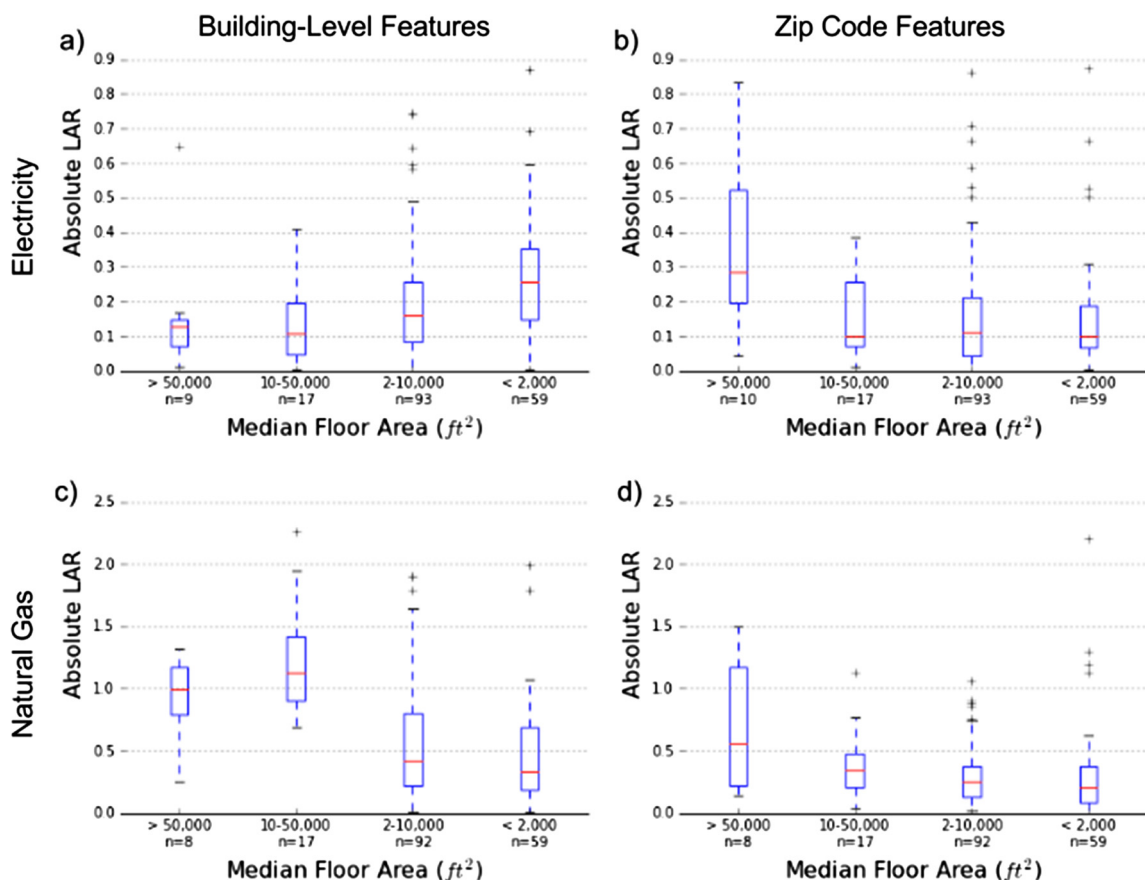 Building-Level Features
Zip Code Features
Electricity
Natural Gas
a)
0.9
0.8
0.7
0.6
0.5
0.4
0.3
0.2
0.1
0.0
Absolute LAR
> 50,000 10-50,000 2-10,000 < 2,000
n=9 n=17 n=93 n=59
Median Floor Area (ft²)
b)
0.9
0.8
0.7
0.6
0.5
0.4
0.3
0.2
0.1
0.0
Absolute LAR
> 50,000 10-50,000 2-10,000 < 2,000
n=10 n=17 n=93 n=59
Median Floor Area (ft²)
c)
2.5
2.0
1.5
1.0
0.5
0.0
Absolute LAR
> 50,000 10-50,000 2-10,000 < 2,000
n=8 n=17 n=92 n=59
Median Floor Area (ft²)
d)
2.5
2.0
1.5
1.0
0.5
0.0
Absolute LAR
> 50,000 10-50,000 2-10,000 < 2,000
n=8 n=17 n=92 n=59
Median Floor Area (ft²)